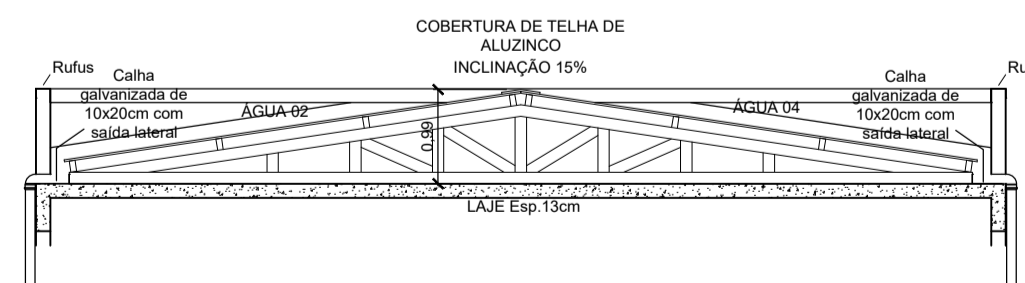 COBERTURA DE TELHA DE
ALUZINCO
INCLINAÇÃO 15%
Rufus
Calha
galvanizada de
10x20cm com
saída lateral
ÁGUA 02
0,99
ÁGUA 04
Calha
galvanizada de
10x20cm com
saída lateral
Ru
LAJE Esp.13cm